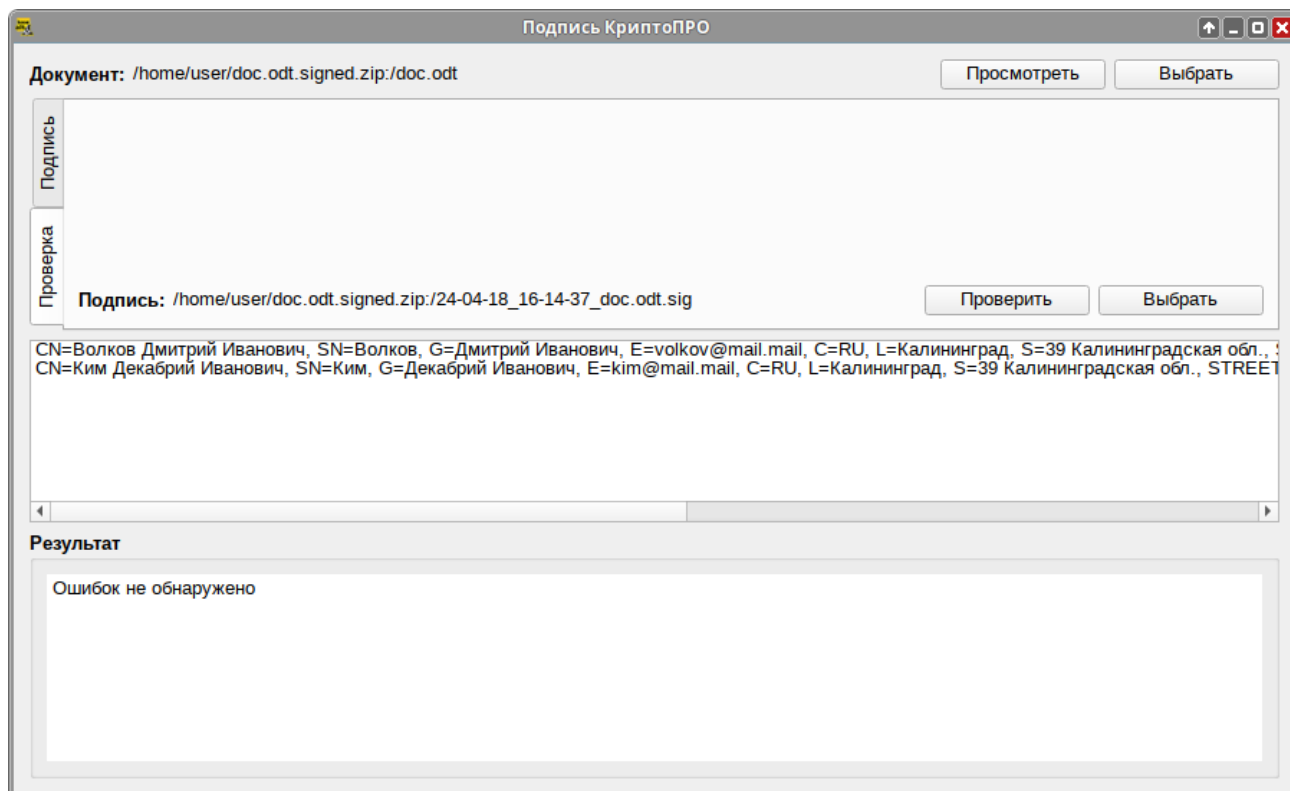 Подпись КриптоПРО
Документ: /home/user/doc.odt.signed.zip:/doc.odt
Просмотреть
Выбрать
Подпись
Проверка
Подпись: /home/user/doc.odt.signed.zip:/24-04-18_16-14-37_doc.odt.sig
Проверить
Выбрать
CN=Волков Дмитрий Иванович, SN=Волков, G=Дмитрий Иванович, E=volkov@mail.mail, C=RU, L=Калининград, S=39 Калининградская обл.,
CN=Ким Декабрий Иванович, SN=Ким, G=Декабрий Иванович, E=kim@mail.mail, C=RU, L=Калининград, S=39 Калининградская обл., STREET
Результат
Ошибок не обнаружено